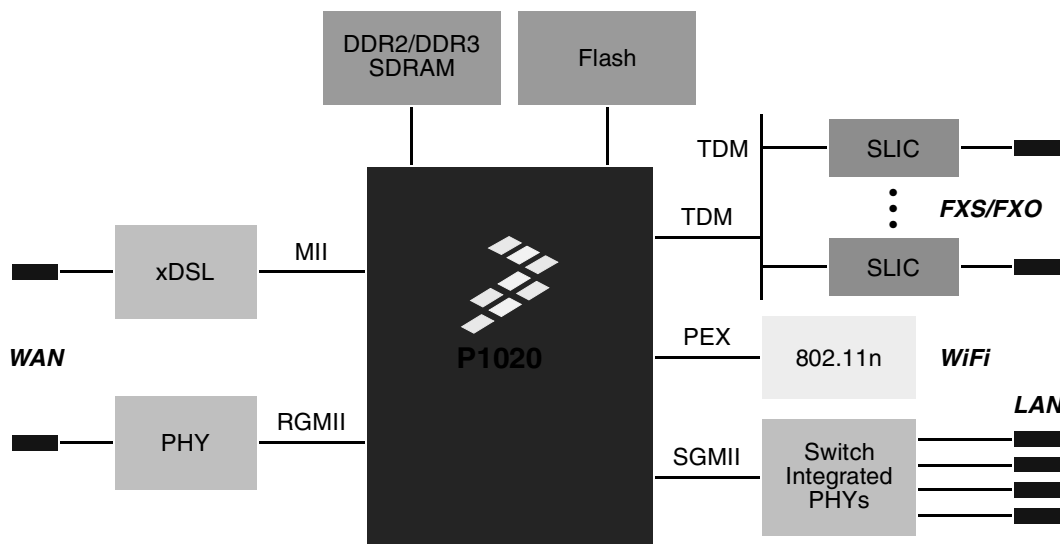 DDR2/DDR3
SDRAM
Flash
TDM
SLIC
TDM
FXS/FXO
SLIC
xDSL
MII
WAN
P1020
PEX
802.11n
WiFi
LAN
PHY
RGMII
SGMII
Switch
Integrated
PHYs